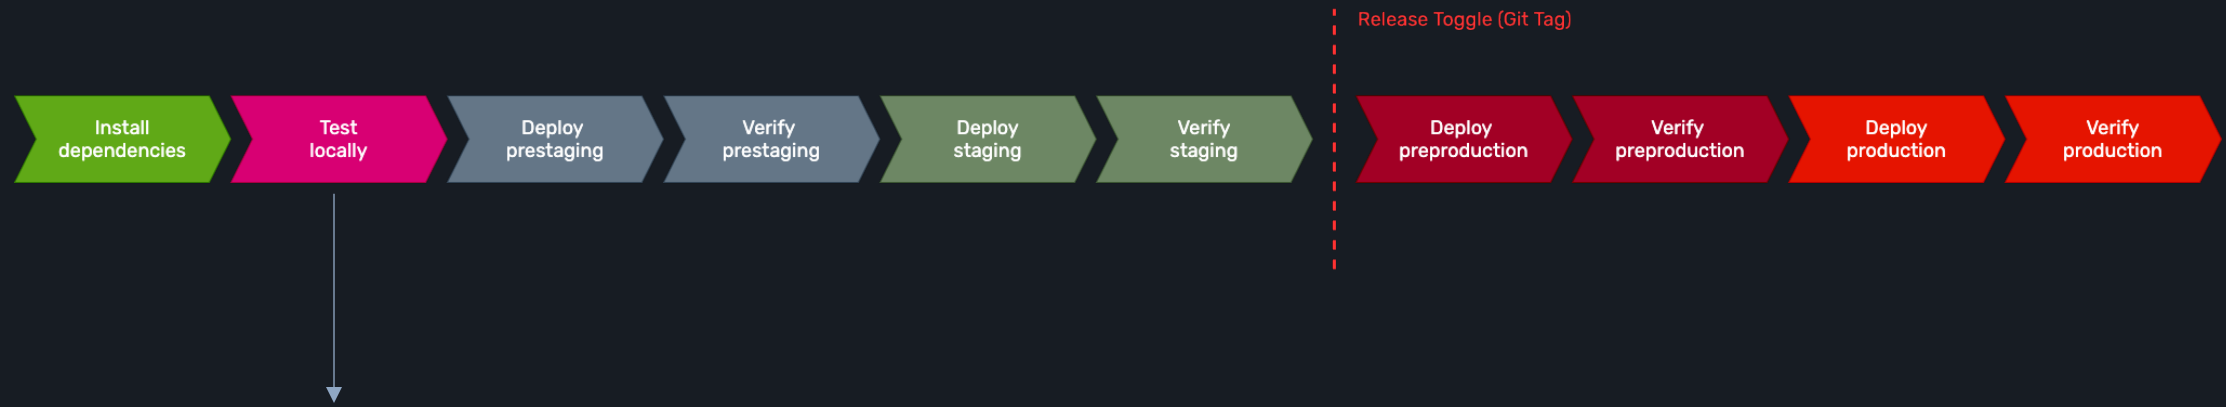 Release Toggle (Git Tag)
Install
dependencies
Test
locally
Deploy
prestaging
Verify
prestaging
Deploy
staging
Verify
staging
Deploy
preproduction
Verify
preproduction
Deploy
production
Verify
production